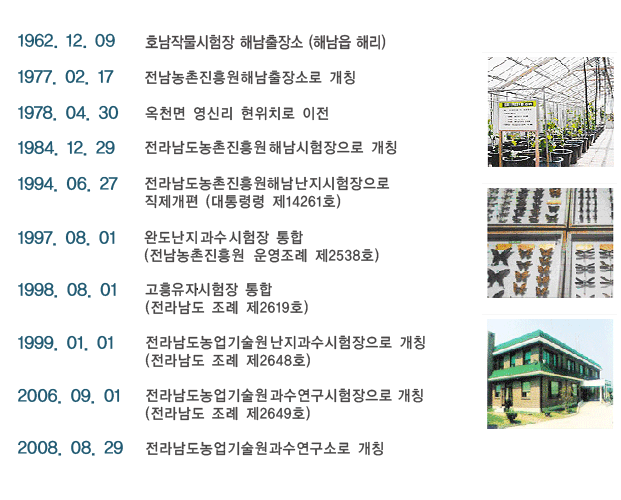 1962. 12. 09 호남작물시험장 해남출장소 (해남읍 해리)
1977. 02. 17 전남농촌진흥원해남출장소로 개칭
1978. 04. 30 옥천면 영신리 현위치로 이전
1984. 12. 29 전라남도농촌진흥원해남시험장으로 개칭
1994. 06. 27 전라남도농촌진흥원해남난지시험장으로
직제개편 (대통령령 제14261호)
1997. 08. 01 완도난지과수시험장 통합
(전남농촌진흥원 운영조례 제2538호)
1998. 08. 01 고흥유자시험장 통합
(전라남도 조례 제2619호)
1999. 01. 01 전라남도농업기술원난지과수시험장으로 개칭
(전라남도 조례 제2648호)
2006. 09. 01 전라남도농업기술원과수연구시험장으로 개칭
(전라남도 조례 제2649호)
2008. 08. 29 전라남도농업기술원과수연구소로 개칭